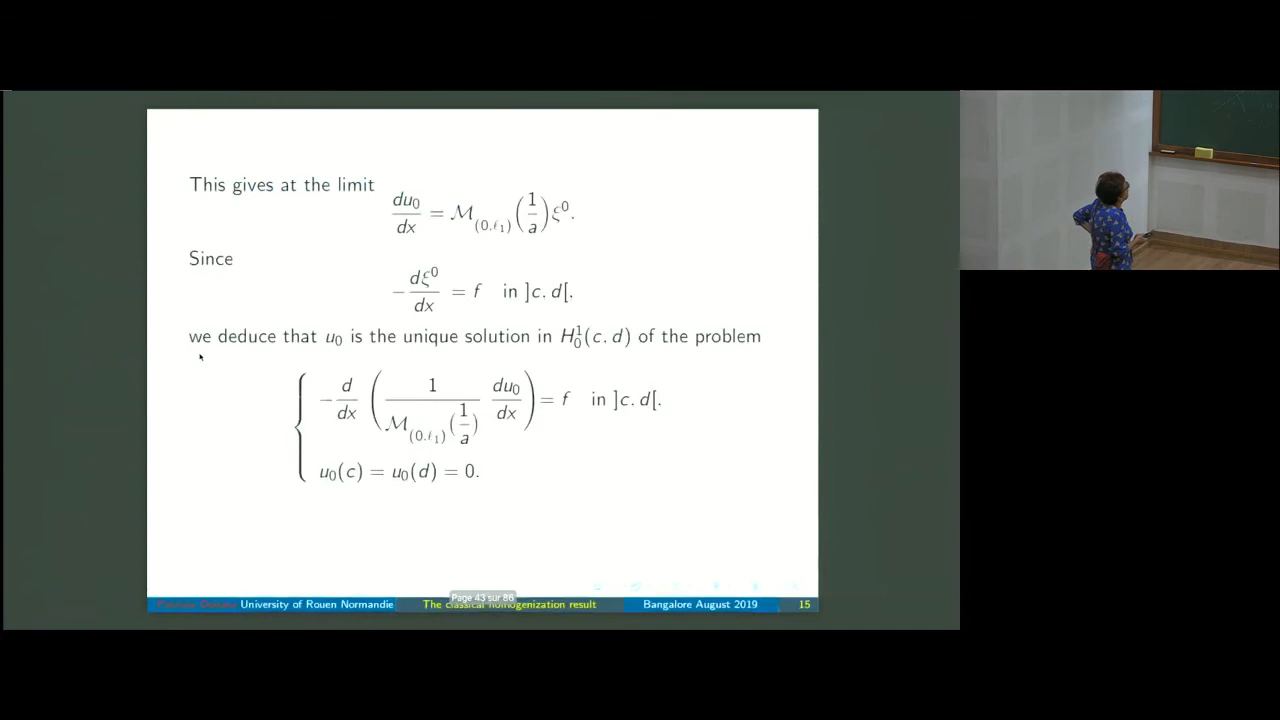 This gives at the limit
du₀/dx = ℳ_(0.ℓ₁)(1/a)ξ⁰.
Since
−dξ⁰/dx = f in ]c. d[.
we deduce that u₀ is the unique solution in H¹₀(c. d) of the problem
−d/dx (1/ℳ_(0.ℓ₁)(1/a) du₀/dx) = f in ]c. d[.
u₀(c) = u₀(d) = 0.
Page 43 sur 86
University of Rouen Normandie The classical homogenization result Bangalore August 2019 15